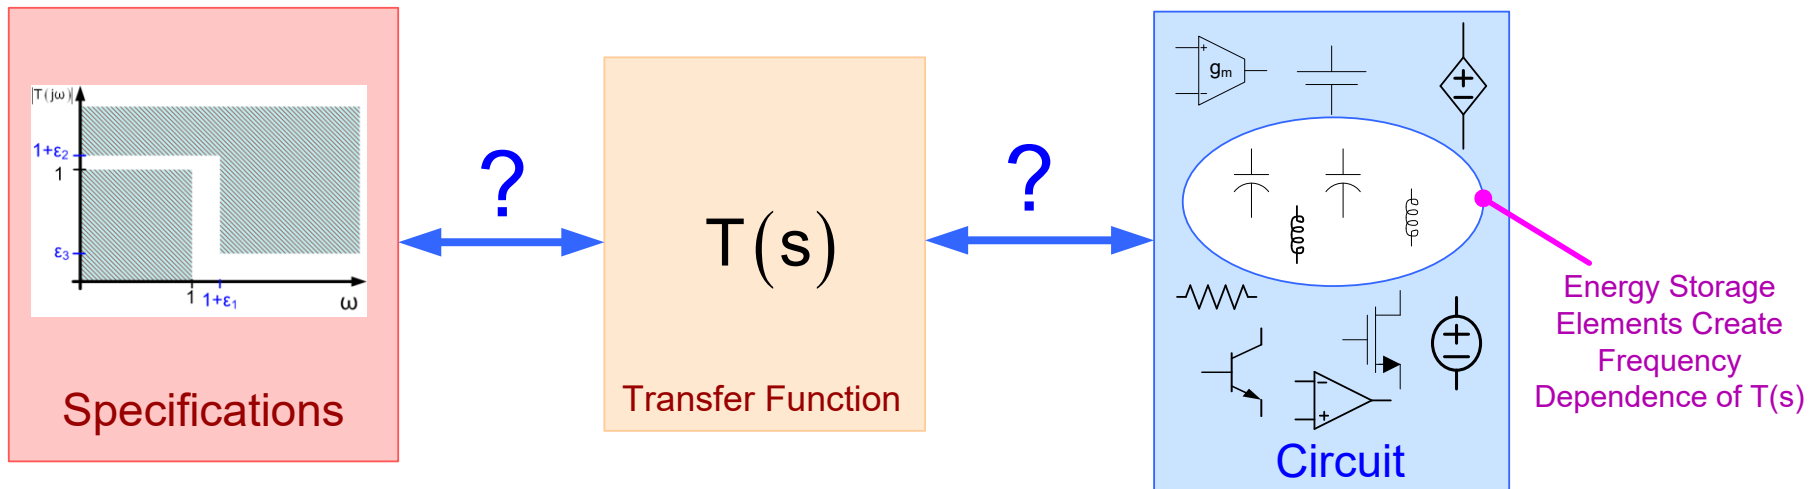 |T(jω)|
1+ε₂
1
ε₃
1
1+ε₁
ω
Specifications
?
T(s)
Transfer Function
?
gₘ
+
−
+
−
+
−
−
+
Circuit
Energy Storage
Elements Create
Frequency
Dependence of T(s)